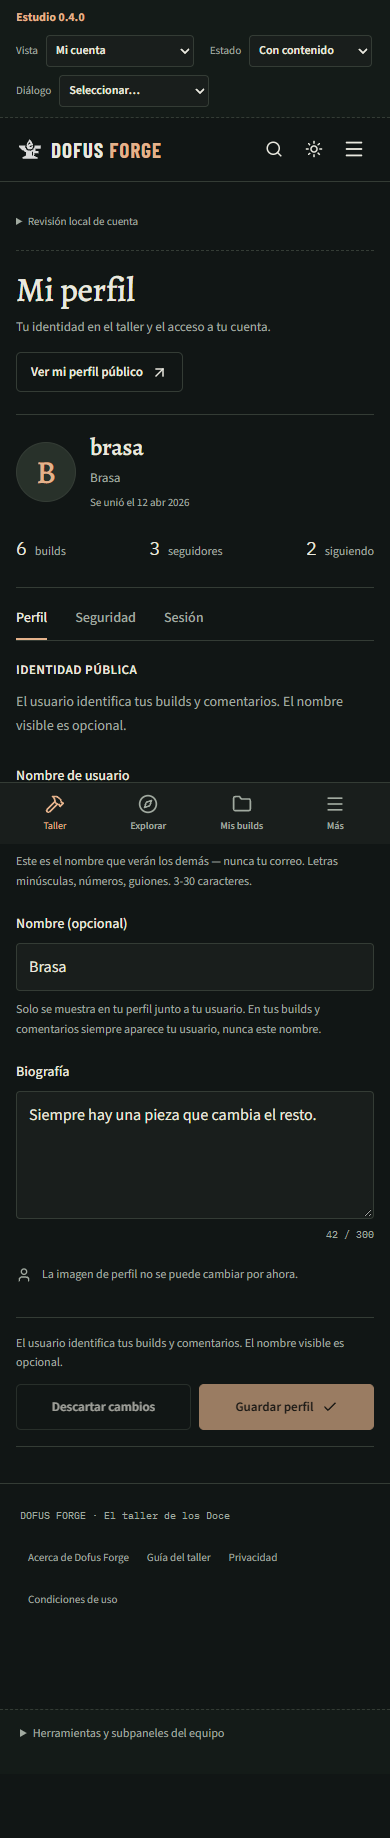 Estudio 0.4.0
Vista Mi cuenta Estado Con contenido
Diálogo Seleccionar...
DOFUS FORGE
Revisión local de cuenta
Mi perfil
Tu identidad en el taller y el acceso a tu cuenta.
Ver mi perfil público
B
brasa
Brasa
Se unió el 12 abr 2026
6 builds 3 seguidores 2 siguiendo
Perfil Seguridad Sesión
IDENTIDAD PÚBLICA
El usuario identifica tus builds y comentarios. El nombre
visible es opcional.
Nombre de usuario
Taller Explorar Mis builds Más
Este es el nombre que verán los demás — nunca tu correo. Letras
minúsculas, números, guiones. 3-30 caracteres.
Nombre (opcional)
Brasa
Solo se muestra en tu perfil junto a tu usuario. En tus builds y
comentarios siempre aparece tu usuario, nunca este nombre.
Biografía
Siempre hay una pieza que cambia el resto.
42 / 300
La imagen de perfil no se puede cambiar por ahora.
El usuario identifica tus builds y comentarios. El nombre visible es
opcional.
Descartar cambios Guardar perfil
DOFUS FORGE · El taller de los Doce
Acerca de Dofus Forge Guía del taller Privacidad
Condiciones de uso
Herramientas y subpaneles del equipo